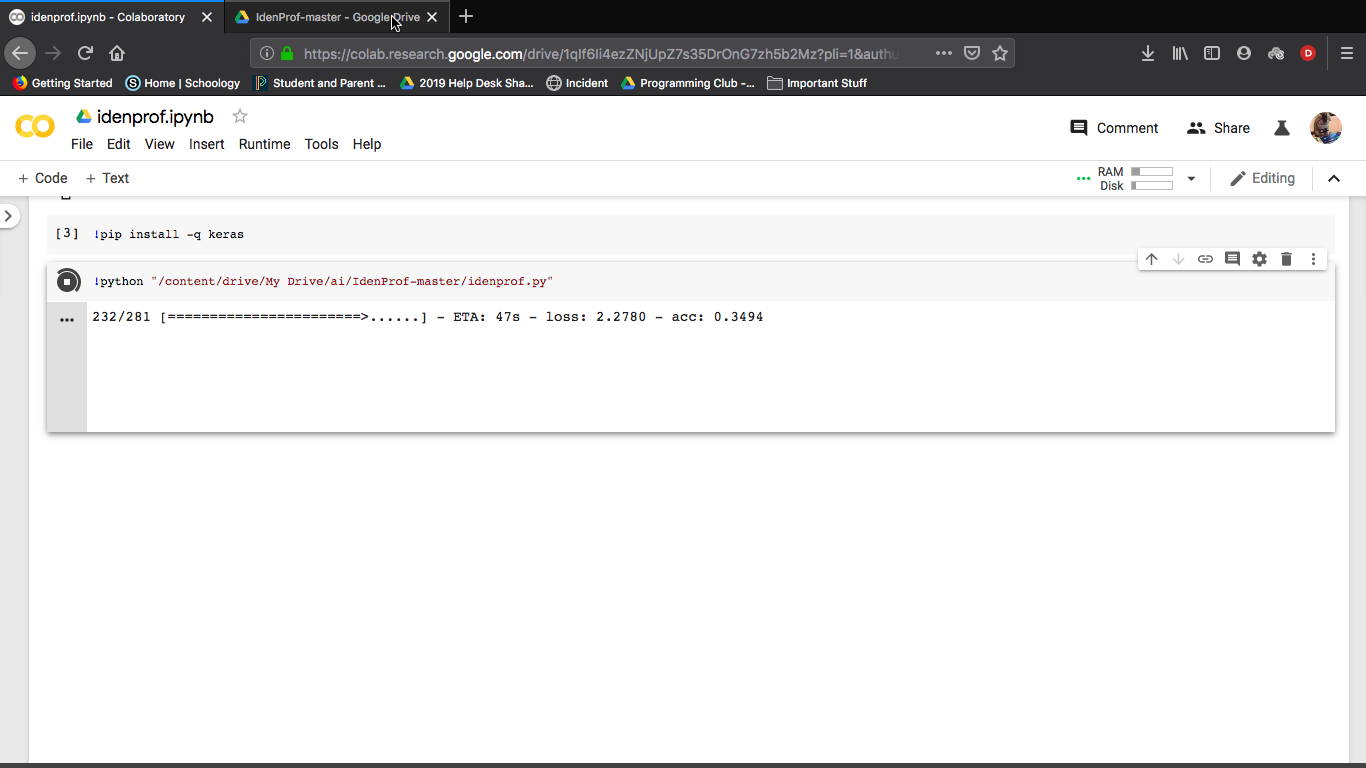 idenprof.ipynb - Colaboratory
IdenProf-master - Google Drive
https://colab.research.google.com/drive/1qIf6Ii4ezZNjUpZ7s35DrOnG7zh5b2Mz?pli=1&authu
Getting Started
Home | Schoology
Student and Parent ...
2019 Help Desk Sha...
Incident
Programming Club -...
Important Stuff
D
CO
idenprof.ipynb
Comment
Share
File Edit View Insert Runtime Tools Help
+ Code + Text
RAM
Disk
Editing
[3] !pip install -q keras
!python "/content/drive/My Drive/ai/IdenProf-master/idenprof.py"
232/281 [=======================>......] - ETA: 47s - loss: 2.2780 - acc: 0.3494